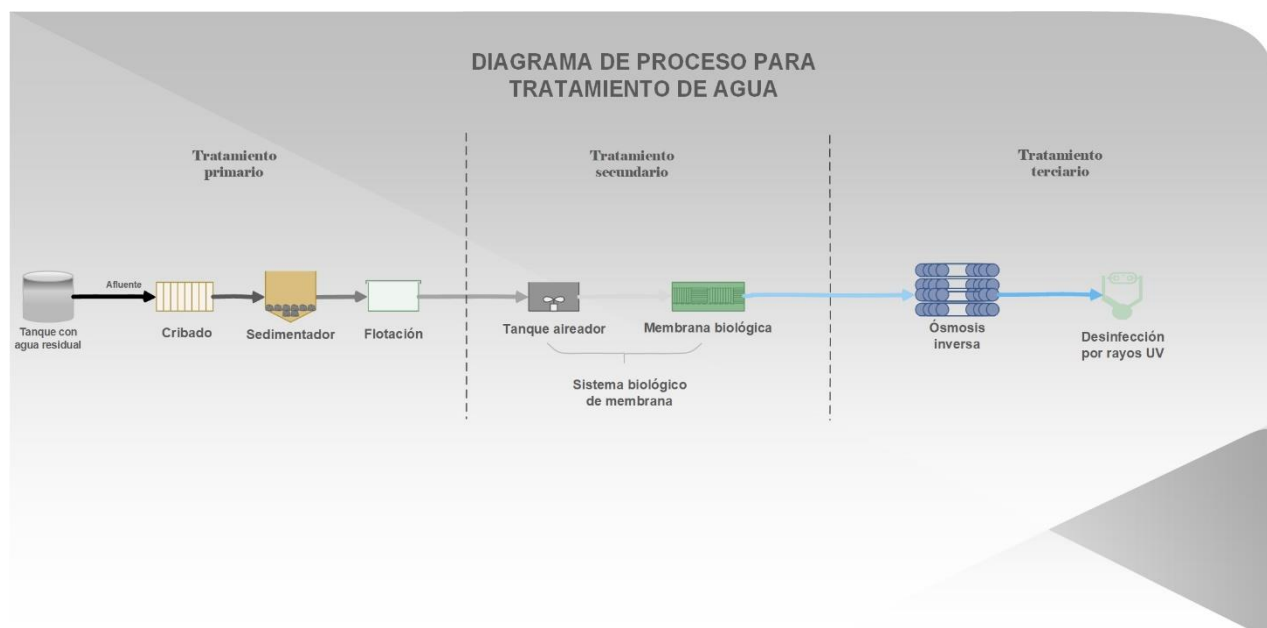 DIAGRAMA DE PROCESO PARA
TRATAMIENTO DE AGUA
Tratamiento
primario
Tratamiento
secundario
Tratamiento
terciario
Afluente
Tanque con
agua residual
Cribado
Sedimentador
Flotación
Tanque aireador
Membrana biológica
Sistema biológico
de membrana
Ósmosis
inversa
Desinfección
por rayos UV